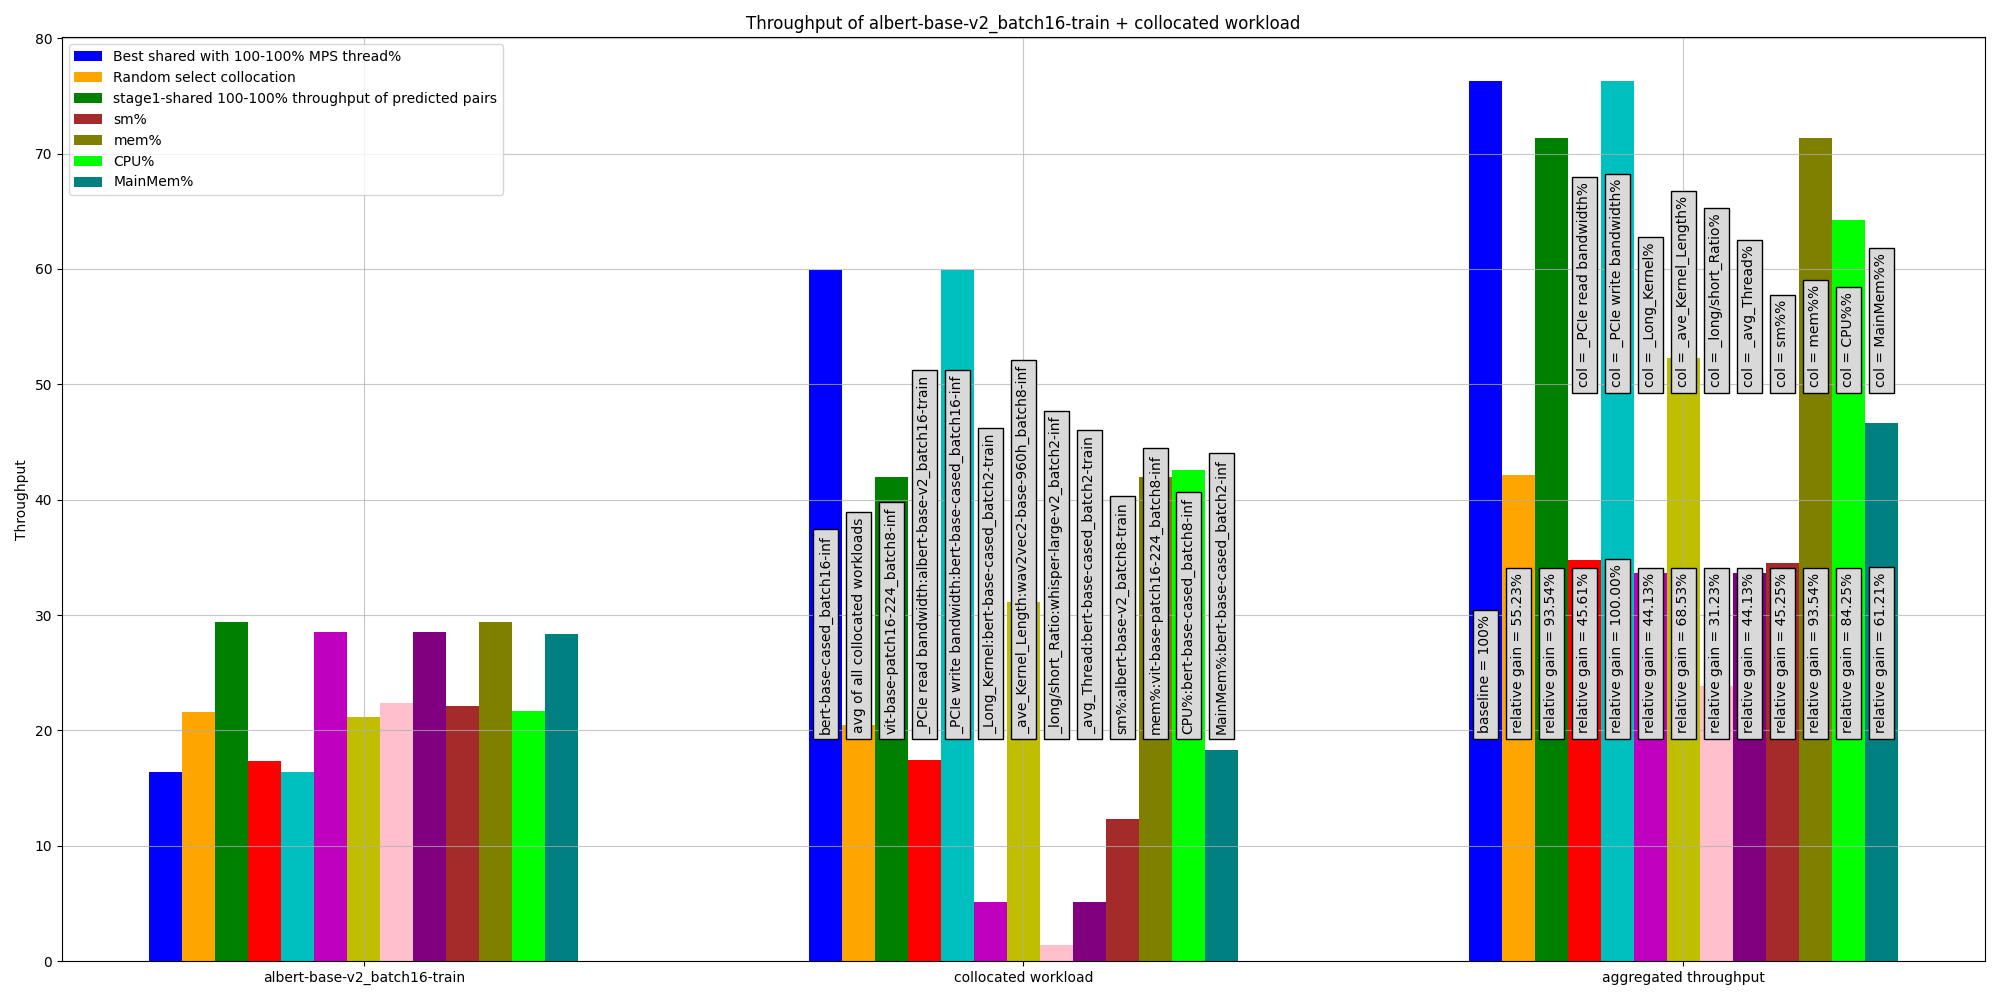 Throughput of albert-base-v2_batch16-train + collocated workload
Best shared with 100-100% MPS thread%
Random select collocation
stage1-shared 100-100% throughput of predicted pairs
sm%
mem%
CPU%
MainMem%
Throughput
80
70
60
50
40
30
20
10
0
bert-base-cased_batch16-inf
avg of all collocated workloads
vit-base-patch16-224_batch8-inf
_PCIe read bandwidth:albert-base-v2_batch16-train
_PCIe write bandwidth:bert-base-cased_batch16-inf
_Long_Kernel:bert-base-cased_batch2-train
_ave_Kernel_Length:wav2vec2-base-960h_batch8-inf
_long/short_Ratio:whisper-large-v2_batch2-inf
_avg_Thread:bert-base-cased_batch2-train
sm%:albert-base-v2_batch8-train
mem%:vit-base-patch16-224_batch8-inf
CPU%:bert-base-cased_batch8-inf
MainMem%:bert-base-cased_batch2-inf
col = _PCIe read bandwidth%
col = _PCIe write bandwidth%
col = _Long_Kernel%
col = _ave_Kernel_Length%
col = _long/short_Ratio%
col = _avg_Thread%
col = sm%%
col = mem%%
col = CPU%%
col = MainMem%%
baseline = 100%
relative gain = 55.23%
relative gain = 93.54%
relative gain = 45.61%
relative gain = 100.00%
relative gain = 44.13%
relative gain = 68.53%
relative gain = 31.23%
relative gain = 44.13%
relative gain = 45.25%
relative gain = 93.54%
relative gain = 84.25%
relative gain = 61.21%
albert-base-v2_batch16-train
collocated workload
aggregated throughput